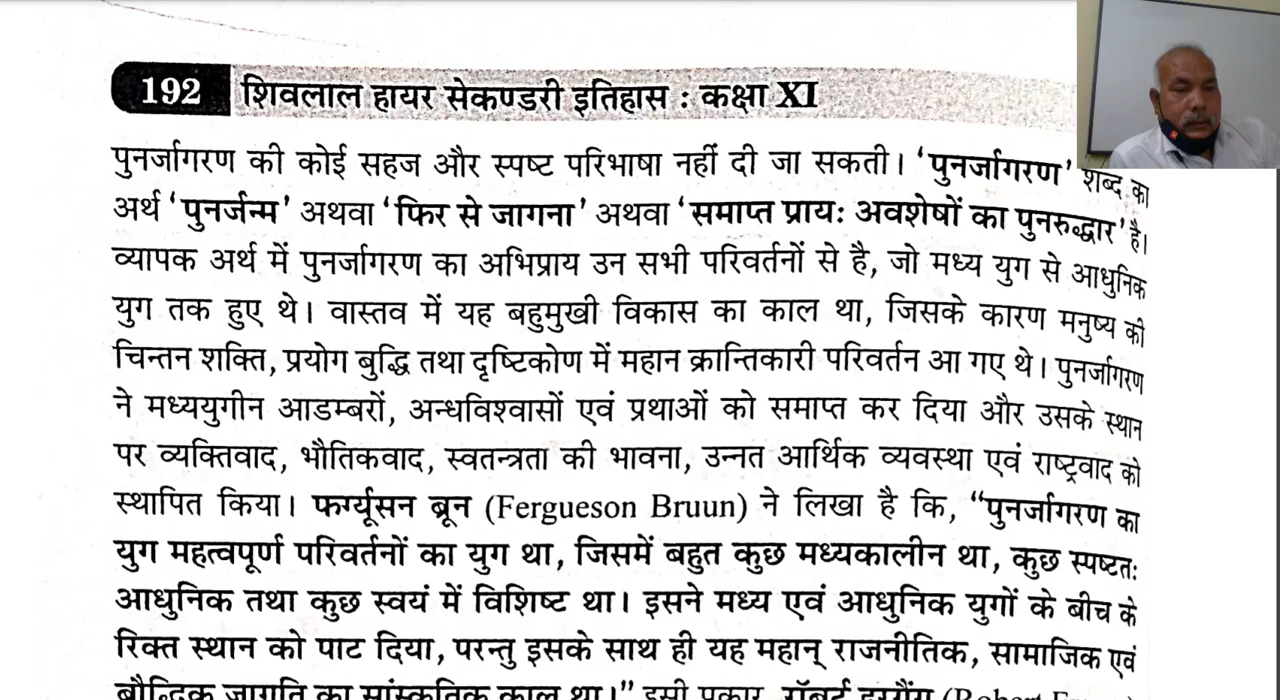 192 शिवलाल हायर सेकण्डरी इतिहास : कक्षा XI
पुनर्जागरण की कोई सहज और स्पष्ट परिभाषा नहीं दी जा सकती। ‘पुनर्जागरण’ शब्द का
अर्थ ‘पुनर्जन्म’ अथवा ‘फिर से जागना’ अथवा ‘समाप्त प्रायः अवशेषों का पुनरुद्धार’ है।
व्यापक अर्थ में पुनर्जागरण का अभिप्राय उन सभी परिवर्तनों से है, जो मध्य युग से आधुनिक
युग तक हुए थे। वास्तव में यह बहुमुखी विकास का काल था, जिसके कारण मनुष्य की
चिन्तन शक्ति, प्रयोग बुद्धि तथा दृष्टिकोण में महान क्रान्तिकारी परिवर्तन आ गए थे। पुनर्जागरण
ने मध्ययुगीन आडम्बरों, अन्धविश्वासों एवं प्रथाओं को समाप्त कर दिया और उसके स्थान
पर व्यक्तिवाद, भौतिकवाद, स्वतन्त्रता की भावना, उन्नत आर्थिक व्यवस्था एवं राष्ट्रवाद को
स्थापित किया। फर्ग्यूसन ब्रून (Fergueson Bruun) ने लिखा है कि, “पुनर्जागरण का
युग महत्वपूर्ण परिवर्तनों का युग था, जिसमें बहुत कुछ मध्यकालीन था, कुछ स्पष्टतः
आधुनिक तथा कुछ स्वयं में विशिष्ट था। इसने मध्य एवं आधुनिक युगों के बीच के
रिक्त स्थान को पाट दिया, परन्तु इसके साथ ही यह महान् राजनीतिक, सामाजिक एवं
बौद्धिक जागृति का सांस्कृतिक काल था।” इसी प्रकार, रॉबर्ट (Robert